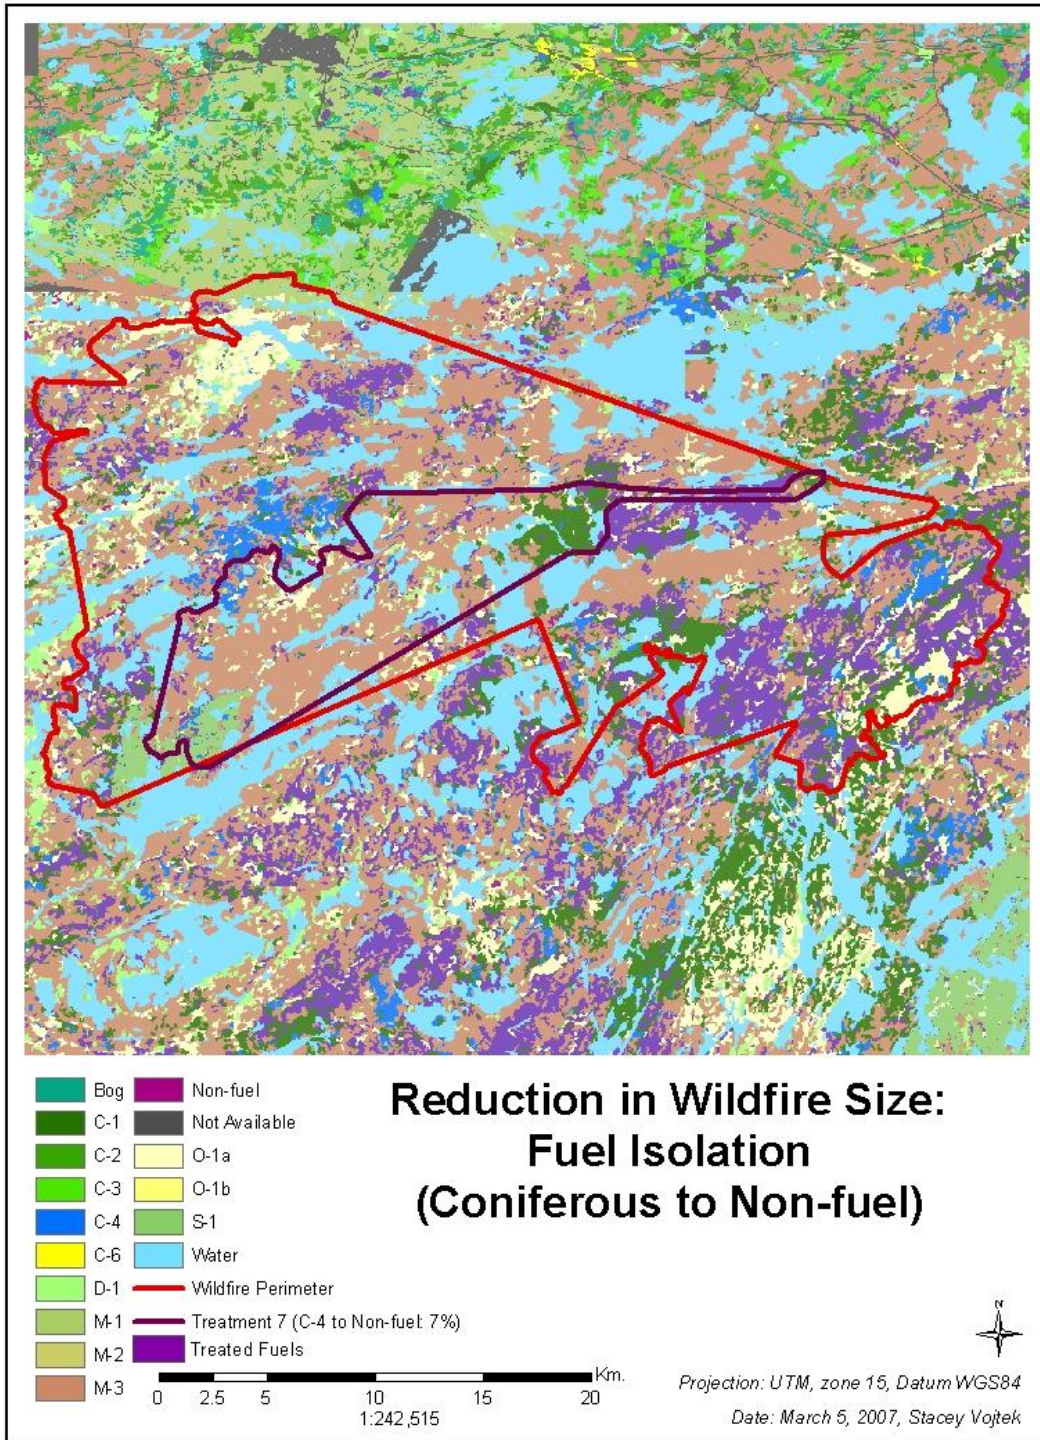 Bog
C-1
C-2
C-3
C-4
C-6
D-1
M-1
M-2
M-3
Non-fuel
Not Available
O-1a
O-1b
S-1
Water
Wildfire Perimeter
Treatment 7 (C-4 to Non-fuel: 7%)
Treated Fuels
Reduction in Wildfire Size:
Fuel Isolation
(Coniferous to Non-fuel)
N
Km.
0 2.5 5 10 15 20
1:242,515
Projection: UTM, zone 15, Datum WGS84
Date: March 5, 2007, Stacey Vojtek